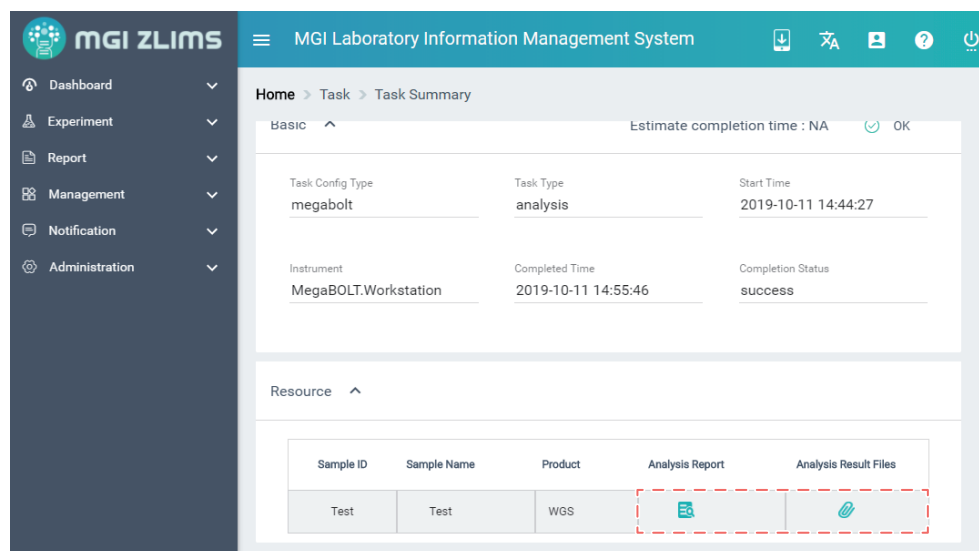 MGI ZLIMS
MGI Laboratory Information Management System
Dashboard
Experiment
Report
Management
Notification
Administration
Home > Task > Task Summary
Basic Estimate completion time : NA OK
Task Config Type Task Type Start Time
megabolt analysis 2019-10-11 14:44:27
Instrument Completed Time Completion Status
MegaBOLT.Workstation 2019-10-11 14:55:46 success
Resource
Sample ID Sample Name Product Analysis Report Analysis Result Files
Test Test WGS